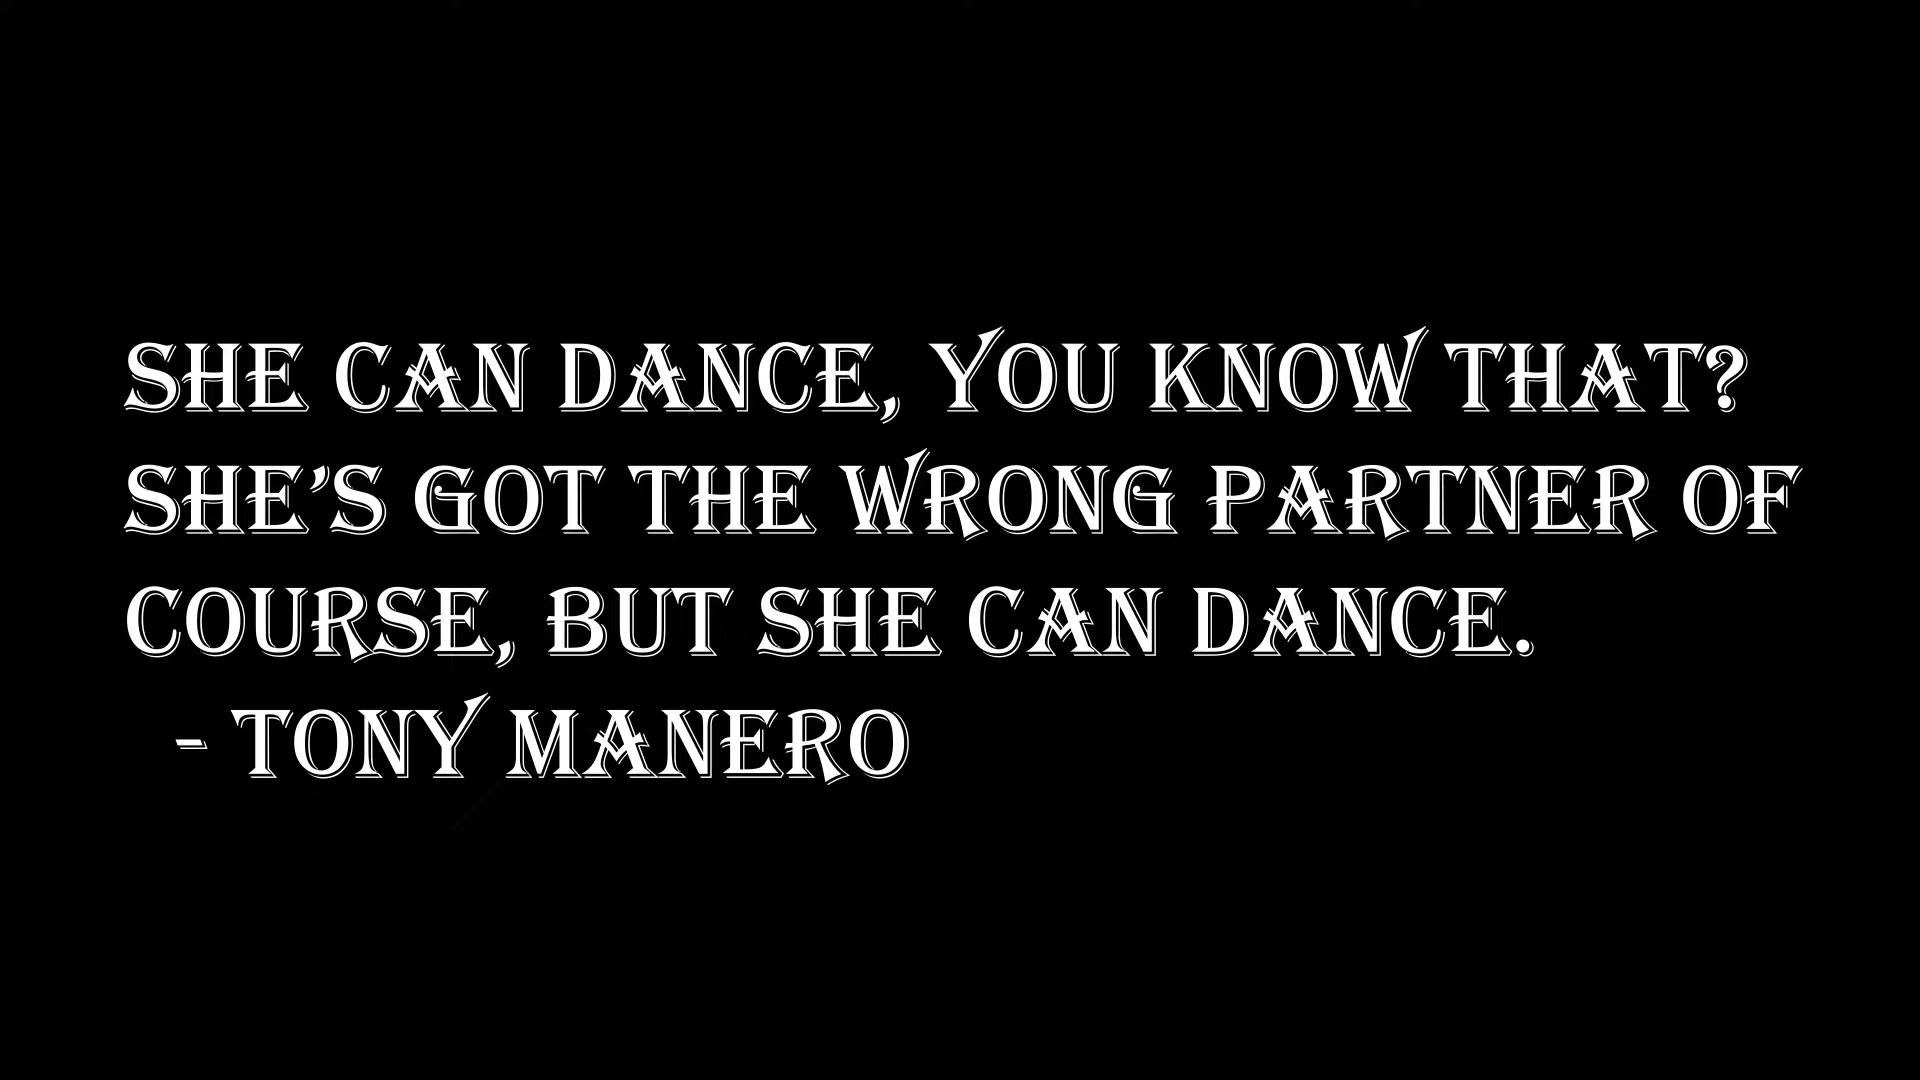 SHE CAN DANCE, YOU KNOW THAT?
SHE’S GOT THE WRONG PARTNER OF
COURSE, BUT SHE CAN DANCE.
- TONY MANERO